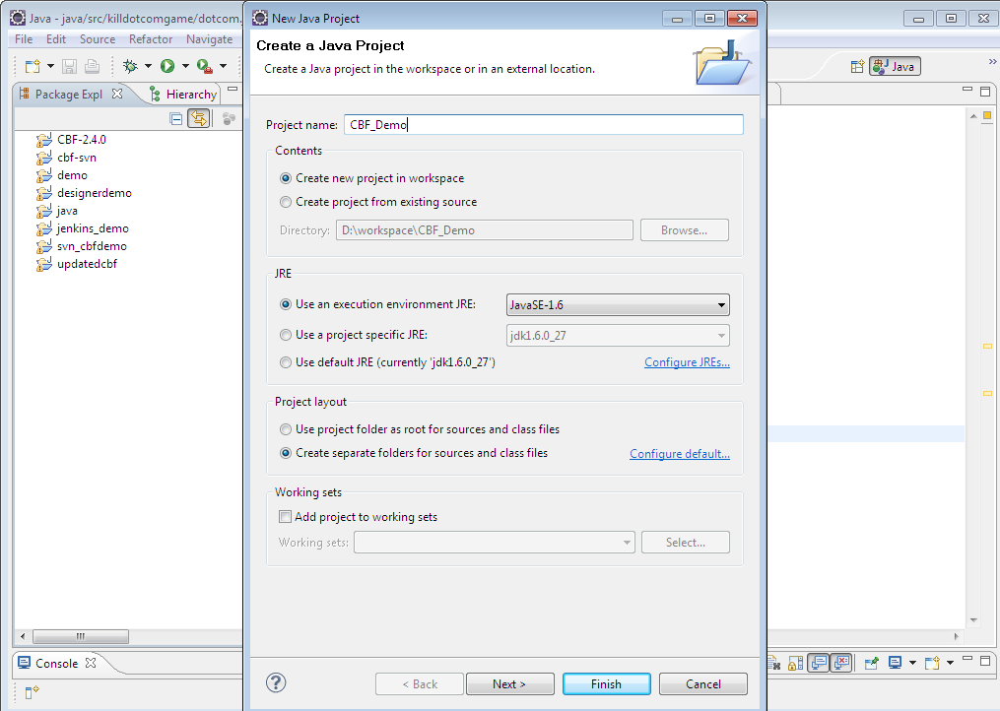 Java - java/src/killdotcomgame/dotcom.
File Edit Source Refactor Navigate
Package Expl Hierarchy
CBF-2.4.0
cbf-svn
demo
designerdemo
java
jenkins_demo
svn_cbfdemo
updatedcbf
Console
New Java Project
Create a Java Project
Create a Java project in the workspace or in an external location.
Project name: CBF_Demo
Contents
Create new project in workspace
Create project from existing source
Directory: D:\workspace\CBF_Demo Browse...
JRE
Use an execution environment JRE: JavaSE-1.6
Use a project specific JRE: jdk1.6.0_27
Use default JRE (currently 'jdk1.6.0_27') Configure JREs...
Project layout
Use project folder as root for sources and class files
Create separate folders for sources and class files Configure default...
Working sets
Add project to working sets
Working sets: Select...
? < Back Next > Finish Cancel
Java »